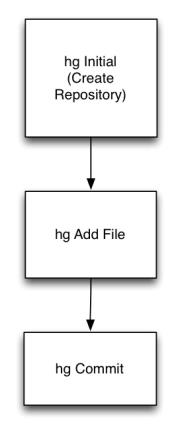 hg Initial
(Create
Repository)
hg Add File
hg Commit